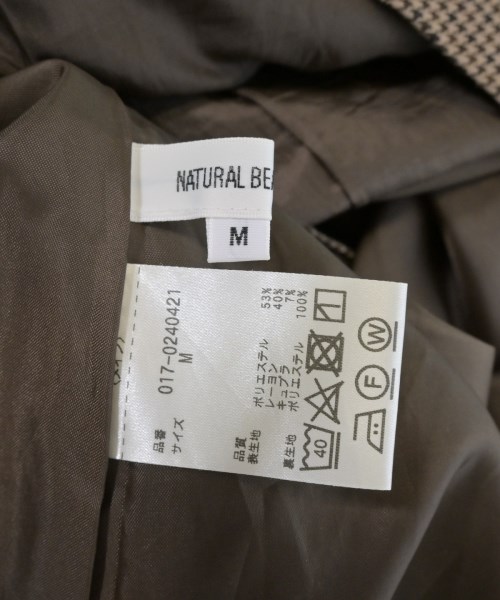 NATURAL BEA
M
品番 017-0240421
サイズ M
品質
表生地 ポリエステル 53%
レーヨン 40%
キュプラ 7%
裏生地 ポリエステル 100%
40
F
W